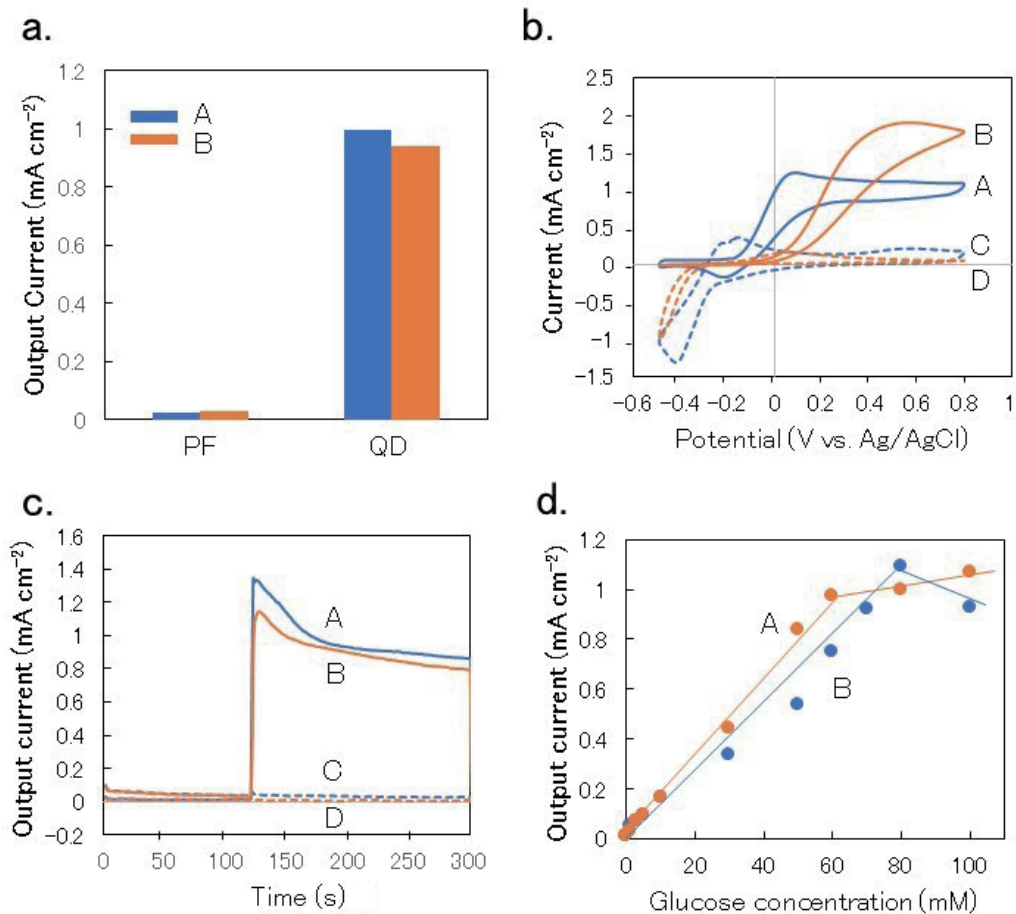 a.
Output Current (mA cm⁻²)
1.2
1
0.8
0.6
0.4
0.2
0
A
B
PF QD
b.
Current (mA cm⁻²)
2.5
2
1.5
1
0.5
0
−0.5
−1
−1.5
B
A
C
D
−0.6 −0.4 −0.2 0 0.2 0.4 0.6 0.8 1
Potential (V vs. Ag/AgCl)
c.
Output current (mA cm⁻²)
1.6
1.4
1.2
1
0.8
0.6
0.4
0.2
0
-0.2
A
B
C
D
0 50 100 150 200 250 300
Time (s)
d.
Output current (mA cm⁻²)
1.2
1
0.8
0.6
0.4
0.2
0
A
B
0 20 40 60 80 100
Glucose concentration (mM)